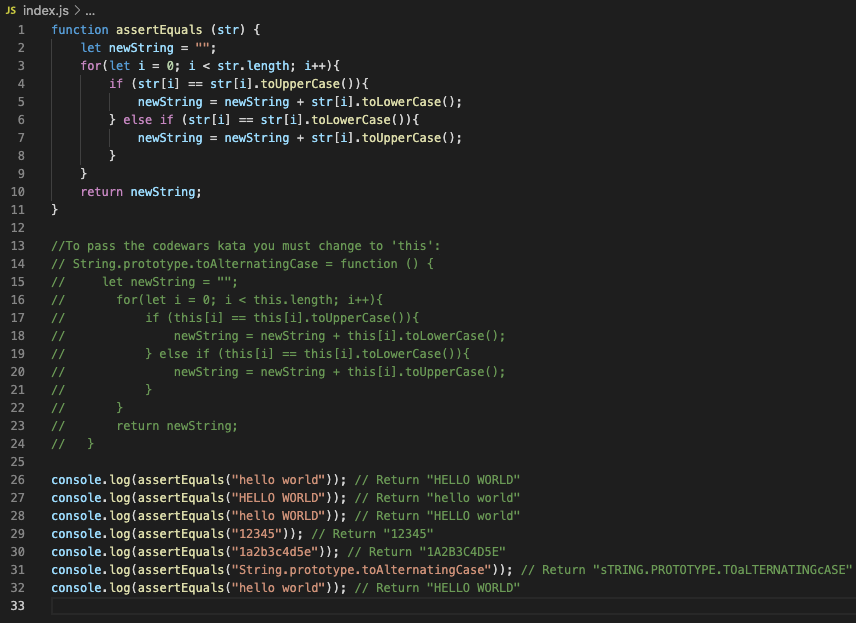 JS index.js > ...
1 function assertEquals (str) {
2     let newString = "";
3     for(let i = 0; i < str.length; i++){
4         if (str[i] == str[i].toUpperCase()){
5             newString = newString + str[i].toLowerCase();
6         } else if (str[i] == str[i].toLowerCase()){
7             newString = newString + str[i].toUpperCase();
8         }
9     }
10     return newString;
11 }
12
13 //To pass the codewars kata you must change to 'this':
14 // String.prototype.toAlternatingCase = function () {
15 //     let newString = "";
16 //       for(let i = 0; i < this.length; i++){
17 //           if (this[i] == this[i].toUpperCase()){
18 //               newString = newString + this[i].toLowerCase();
19 //           } else if (this[i] == this[i].toLowerCase()){
20 //               newString = newString + this[i].toUpperCase();
21 //           }
22 //       }
23 //       return newString;
24 //   }
25
26 console.log(assertEquals("hello world")); // Return "HELLO WORLD"
27 console.log(assertEquals("HELLO WORLD")); // Return "hello world"
28 console.log(assertEquals("hello WORLD")); // Return "HELLO world"
29 console.log(assertEquals("12345")); // Return "12345"
30 console.log(assertEquals("1a2b3c4d5e")); // Return "1A2B3C4D5E"
31 console.log(assertEquals("String.prototype.toAlternatingCase")); // Return "sTRING.PROTOTYPE.TOaLTERNATINGcASE"
32 console.log(assertEquals("hello world")); // Return "HELLO WORLD"
33